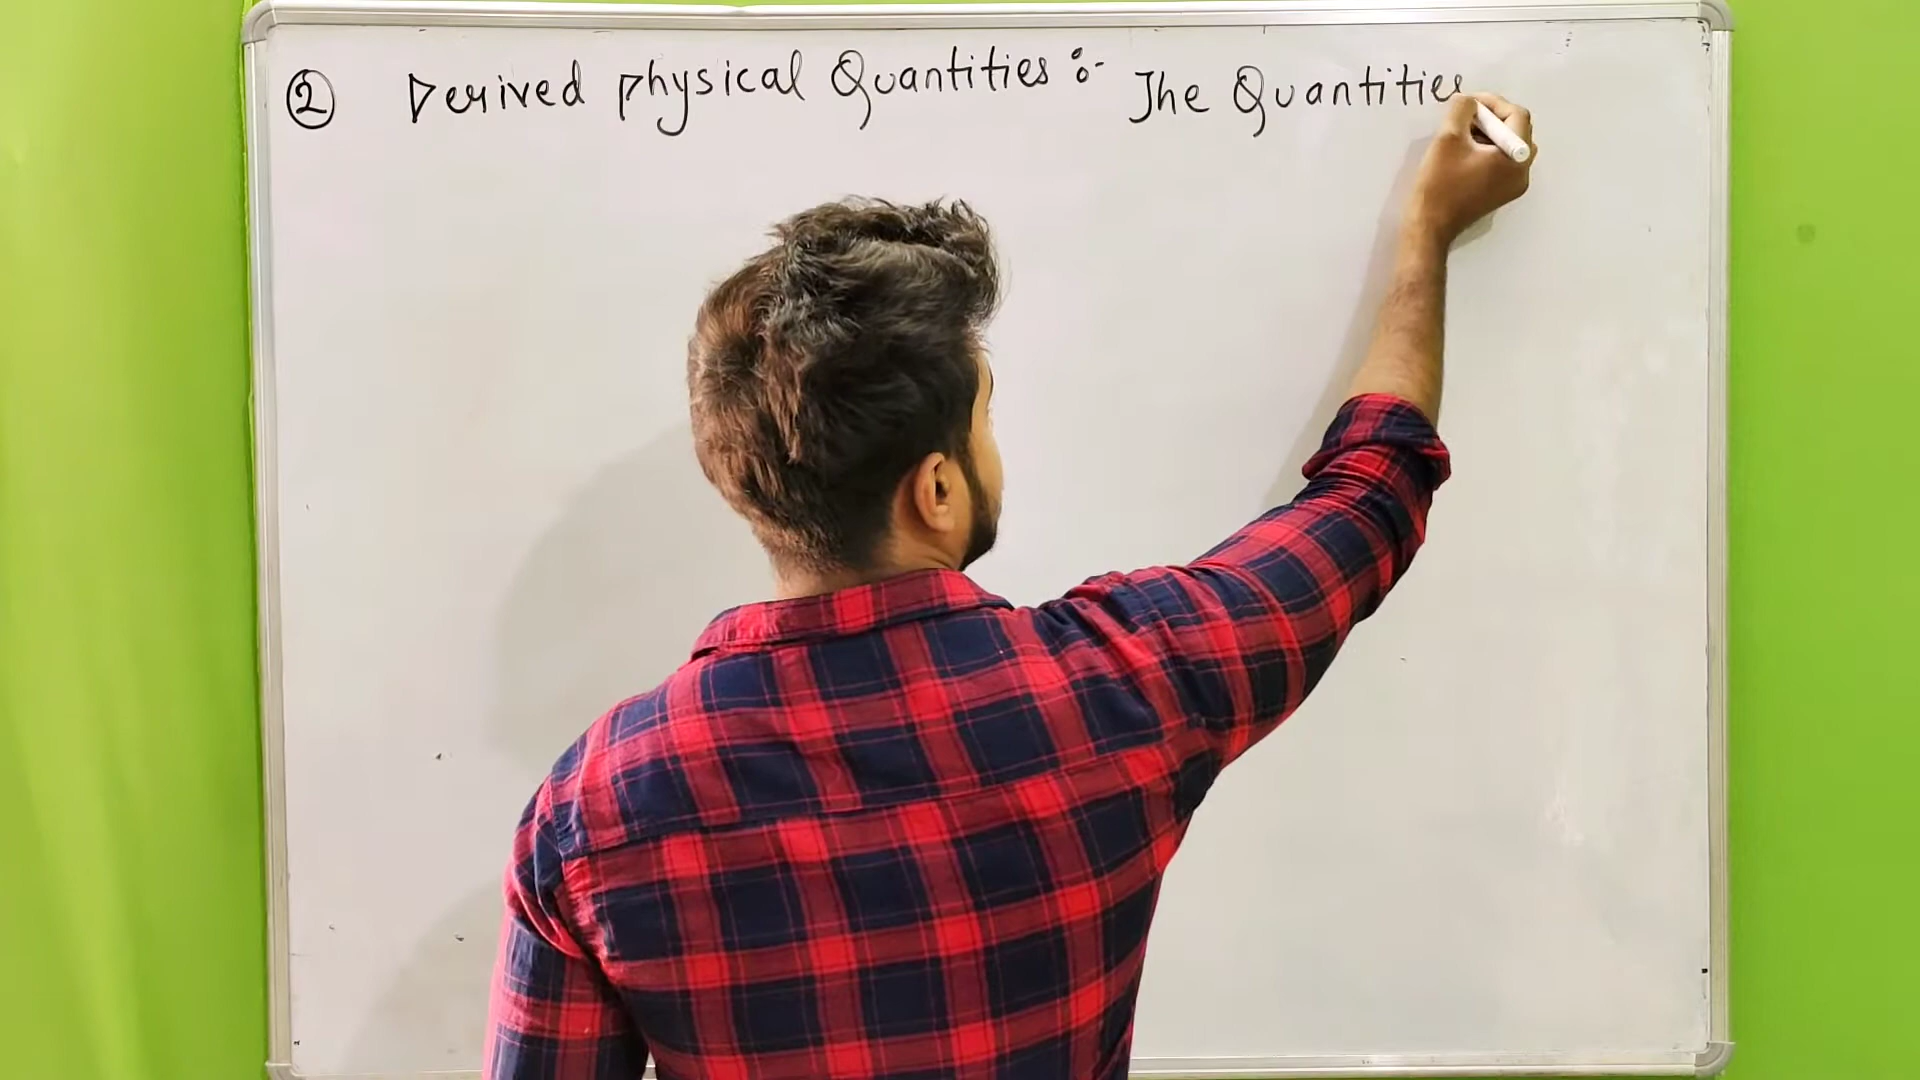 ② Derived physical Quantities :- The Quantities